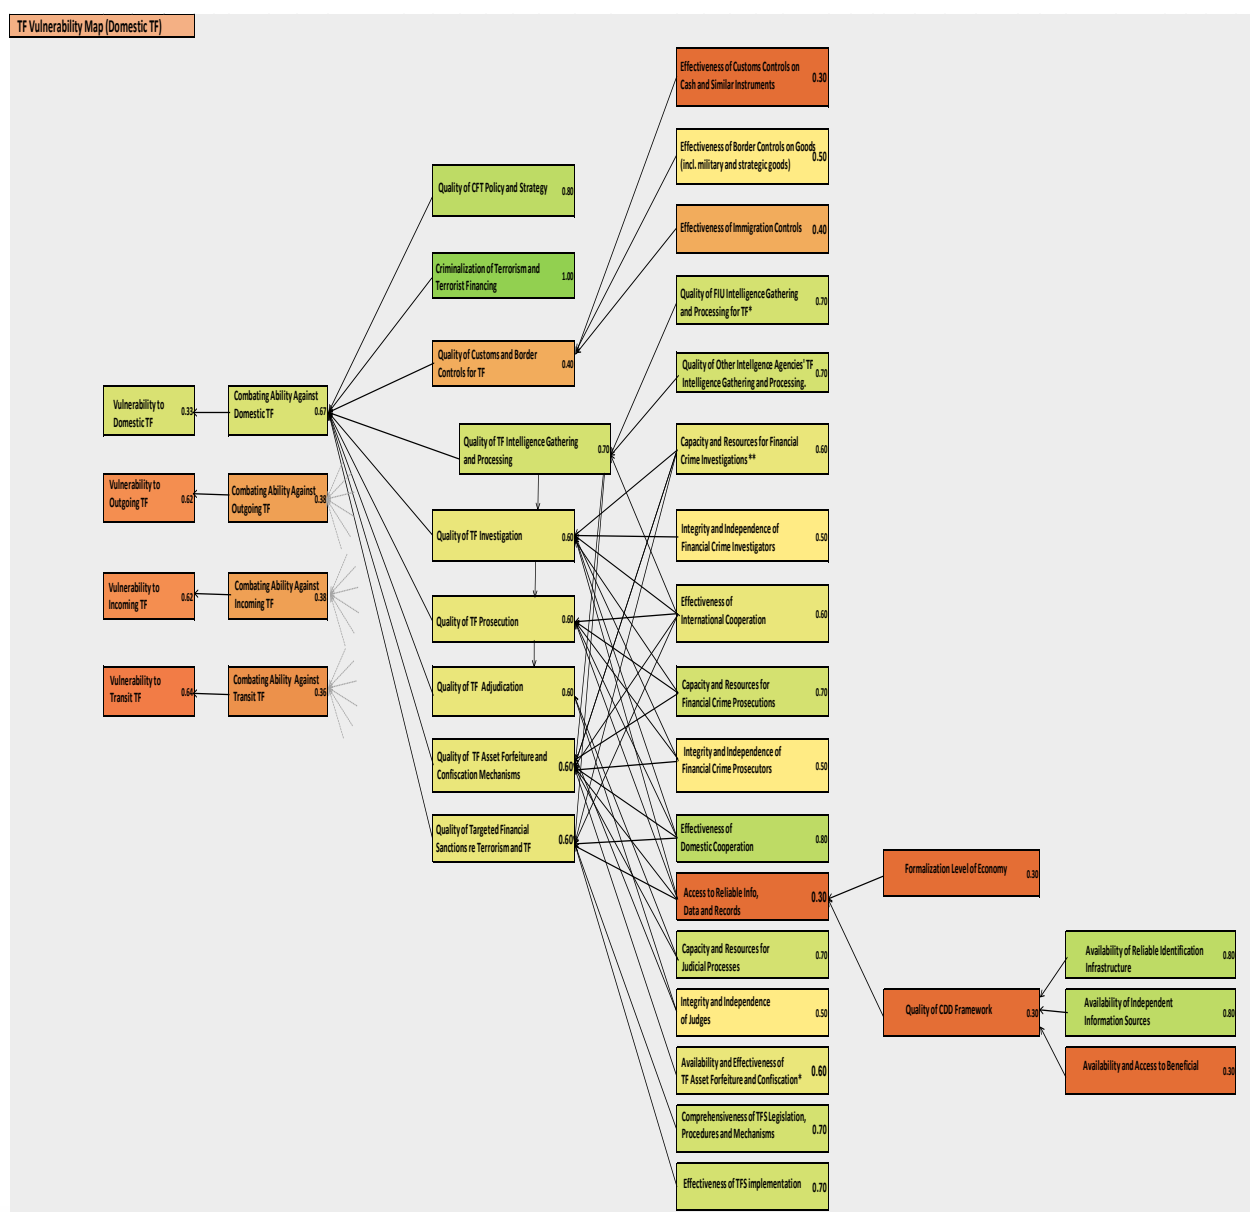 TF Vulnerability Map (Domestic TF)
Vulnerability to
Domestic TF
0.33
Vulnerability to
Outgoing TF
0.62
Vulnerability to
Incoming TF
0.62
Vulnerability to
Transit TF
0.64
Combating Ability Against
Domestic TF
0.67
Combating Ability Against
Outgoing TF
0.38
Combating Ability Against
Incoming TF
0.38
Combating Ability Against
Transit TF
0.36
Quality of CFT Policy and Strategy
0.80
Criminalization of Terrorism and
Terrorist Financing
1.00
Quality of Customs and Border
Controls for TF
0.40
Quality of TF Intelligence Gathering
and Processing
0.70
Quality of TF Investigation
0.60
Quality of TF Prosecution
0.60
Quality of TF Adjudication
0.60
Quality of TF Asset Forfeiture and
Confiscation Mechanisms
0.60
Quality of Targeted Financial
Sanctions re Terrorism and TF
0.60
Effectiveness of Customs Controls on
Cash and Similar Instruments
0.30
Effectiveness of Border Controls on Goods
(incl. military and strategic goods)
0.50
Effectiveness of Immigration Controls
0.40
Quality of FIU Intelligence Gathering
and Processing for TF*
0.70
Quality of Other Intelligence Agencies' TF
Intelligence Gathering and Processing.
0.70
Capacity and Resources for Financial
Crime Investigations **
0.60
Integrity and Independence of
Financial Crime Investigators
0.50
Effectiveness of
International Cooperation
0.60
Capacity and Resources for
Financial Crime Prosecutions
0.70
Integrity and Independence of
Financial Crime Prosecutors
0.50
Effectiveness of
Domestic Cooperation
0.80
Access to Reliable Info,
Data and Records
0.30
Capacity and Resources for
Judicial Processes
0.70
Integrity and Independence
of Judges
0.50
Availability and Effectiveness of
TF Asset Forfeiture and Confiscation*
0.60
Comprehensiveness of TFS Legislation,
Procedures and Mechanisms
0.70
Effectiveness of TFS implementation
0.70
Formalization Level of Economy
0.30
Quality of CDD Framework
0.30
Availability of Reliable Identification
Infrastructure
0.80
Availability of Independent
Information Sources
0.80
Availability and Access to Beneficial
0.30